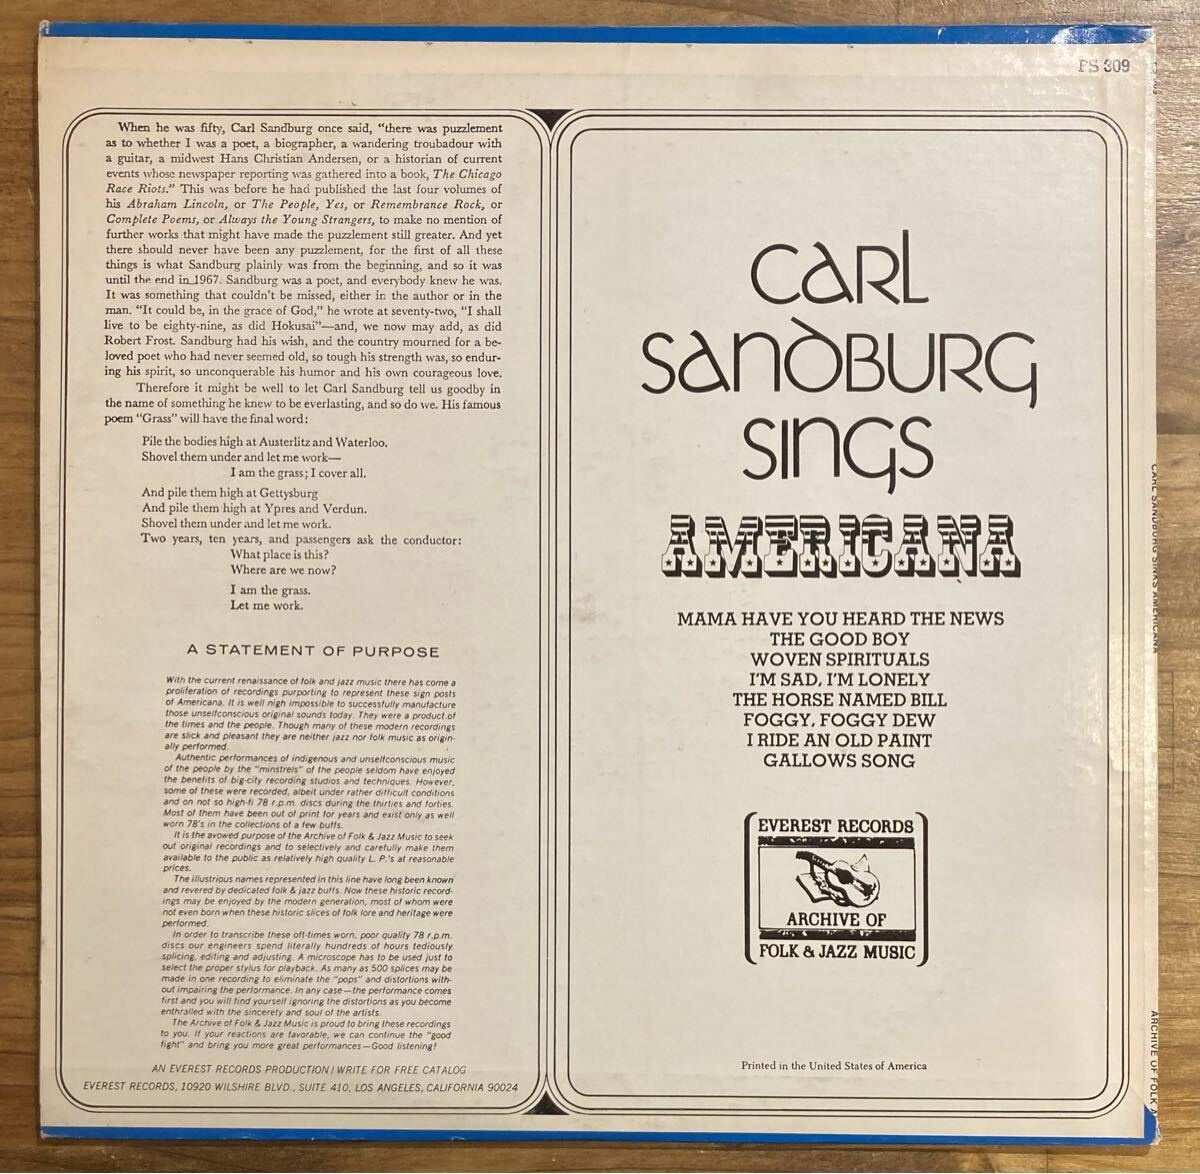 FS 309
When he was fifty, Carl Sandburg once said, “there was puzzlement
as to whether I was a poet, a biographer, a wandering troubadour with
a guitar, a midwest Hans Christian Andersen, or a historian of current
events whose newspaper reporting was gathered into a book, The Chicago
Race Riots.” This was before he had published the last four volumes of
his Abraham Lincoln, or The People, Yes, or Remembrance Rock, or
Complete Poems, or Always the Young Strangers, to make no mention of
further works that might have made the puzzlement still greater. And yet
there should never have been any puzzlement, for the first of all these
things is what Sandburg plainly was from the beginning, and so it was
until the end in 1967. Sandburg was a poet, and everybody knew he was.
It was something that couldn't be missed, either in the author or in the
man. “It could be, in the grace of God,” he wrote at seventy-two, “I shall
live to be eighty-nine, as did Hokusai”—and, we now may add, as did
Robert Frost. Sandburg had his wish, and the country mourned for a be-
loved poet who had never seemed old, so tough his strength was, so endur-
ing his spirit, so unconquerable his humor and his own courageous love.
Therefore it might be well to let Carl Sandburg tell us goodby in
the name of something he knew to be everlasting, and so do we. His famous
poem “Grass” will have the final word:
Pile the bodies high at Austerlitz and Waterloo.
Shovel them under and let me work—
I am the grass; I cover all.
And pile them high at Gettysburg
And pile them high at Ypres and Verdun.
Shovel them under and let me work.
Two years, ten years, and passengers ask the conductor:
What place is this?
Where are we now?
I am the grass.
Let me work.
A STATEMENT OF PURPOSE
With the current renaissance of folk and jazz music there has come a
proliferation of recordings purporting to represent these sign posts
of Americana. It is well nigh impossible to successfully manufacture
those unselfconscious original sounds today. They were a product of
the times and the people. Though many of these modern recordings
are slick and pleasant they are neither jazz nor folk music as origin-
ally performed.
Authentic performances of indigenous and unselfconscious music
of the people by the "minstrels" of the people seldom have enjoyed
the benefits of big-city recording studios and techniques. However,
some of these were recorded, albeit under rather difficult conditions
and on not so high-fi 78 r.p.m. discs during the thirties and forties.
Most of them have been out of print for years and exist only as well
worn 78's in the collections of a few buffs.
It is the avowed purpose of the Archive of Folk & Jazz Music to seek
out original recordings and to selectively and carefully make them
available to the public as relatively high quality L. P.'s at reasonable
prices.
The illustrious names represented in this line have long been known
and revered by dedicated folk & jazz buffs. Now these historic record-
ings may be enjoyed by the modern generation, most of whom were
not even born when these historic slices of folk lore and heritage were
performed.
In order to transcribe these oft-times worn, poor quality 78 r.p.m.
discs our engineers spend literally hundreds of hours tediously
splicing, editing and adjusting. A microscope has to be used just to
select the proper stylus for playback. As many as 500 splices may be
made in one recording to eliminate the "pops" and distortions with-
out impairing the performance. In any case—the performance comes
first and you will find yourself ignoring the distortions as you become
enthralled with the sincerety and soul of the artists.
The Archive of Folk & Jazz Music is proud to bring these recordings
to you. If your reactions are favorable, we can continue the "good
fight" and bring you more great performances—Good listening!
AN EVEREST RECORDS PRODUCTION / WRITE FOR FREE CATALOG
EVEREST RECORDS, 10920 WILSHIRE BLVD., SUITE 410, LOS ANGELES, CALIFORNIA 90024
CARL
SANDBURG
SINGS
AMERICANA
MAMA HAVE YOU HEARD THE NEWS
THE GOOD BOY
WOVEN SPIRITUALS
I'M SAD, I'M LONELY
THE HORSE NAMED BILL
FOGGY, FOGGY DEW
I RIDE AN OLD PAINT
GALLOWS SONG
EVEREST RECORDS
ARCHIVE OF
FOLK & JAZZ MUSIC
Printed in the United States of America
CARL SANDBURG SINGS AMERICANA
ARCHIVE OF FOLK